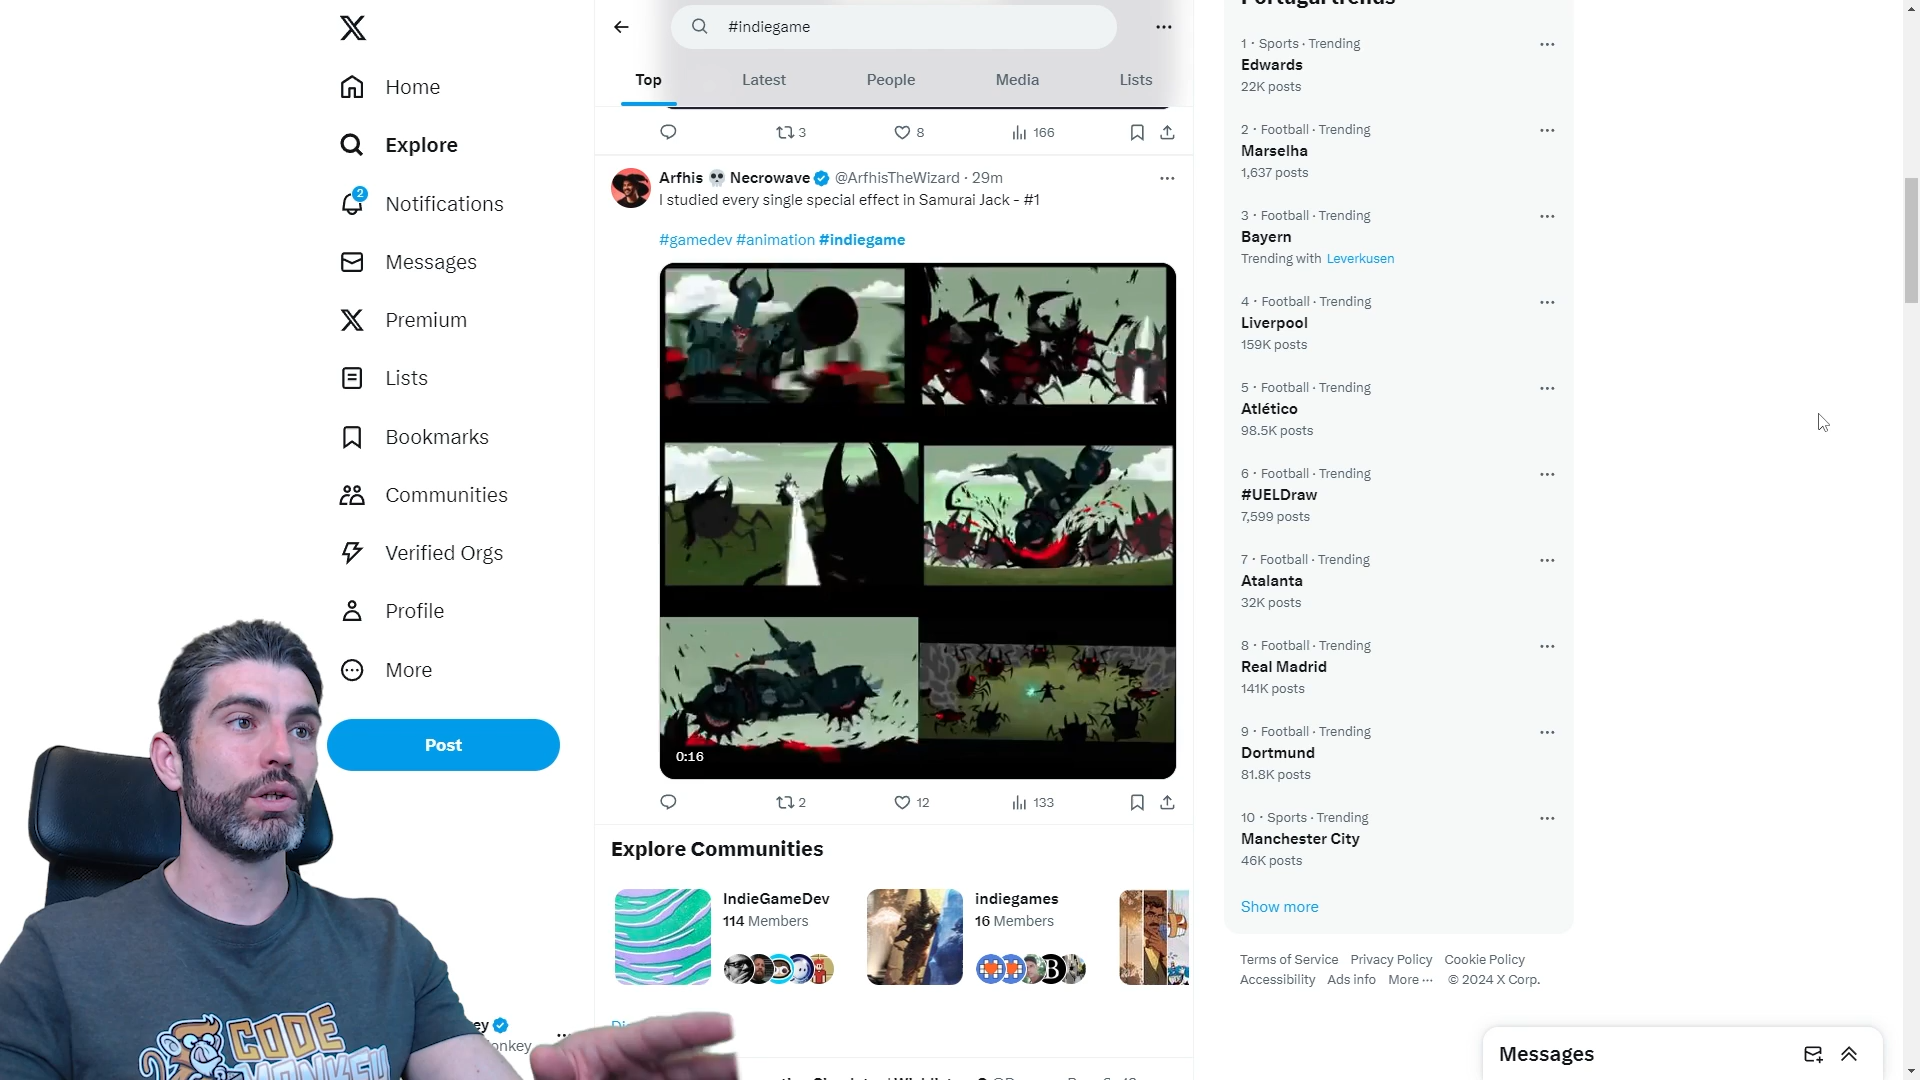 Portugal trends
#indiegame
Home
Explore
2
Notifications
Messages
Premium
Lists
Bookmarks
Communities
Verified Orgs
Profile
More
Post
Top
Latest
People
Media
Lists
3
8
166
Arfhis 💀 Necrowave @ArfhisTheWizard · 29m
I studied every single special effect in Samurai Jack - #1
#gamedev #animation #indiegame
0:16
2
12
133
Explore Communities
IndieGameDev
114 Members
indiegames
16 Members
B
1 · Sports · Trending
Edwards
22K posts
2 · Football · Trending
Marselha
1,637 posts
3 · Football · Trending
Bayern
Trending with Leverkusen
4 · Football · Trending
Liverpool
159K posts
5 · Football · Trending
Atlético
98.5K posts
6 · Football · Trending
#UELDraw
7,599 posts
7 · Football · Trending
Atalanta
32K posts
8 · Football · Trending
Real Madrid
141K posts
9 · Football · Trending
Dortmund
81.8K posts
10 · Sports · Trending
Manchester City
46K posts
Show more
Terms of Service Privacy Policy Cookie Policy
Accessibility Ads info More ··· © 2024 X Corp.
Messages
CODE
MONKEY